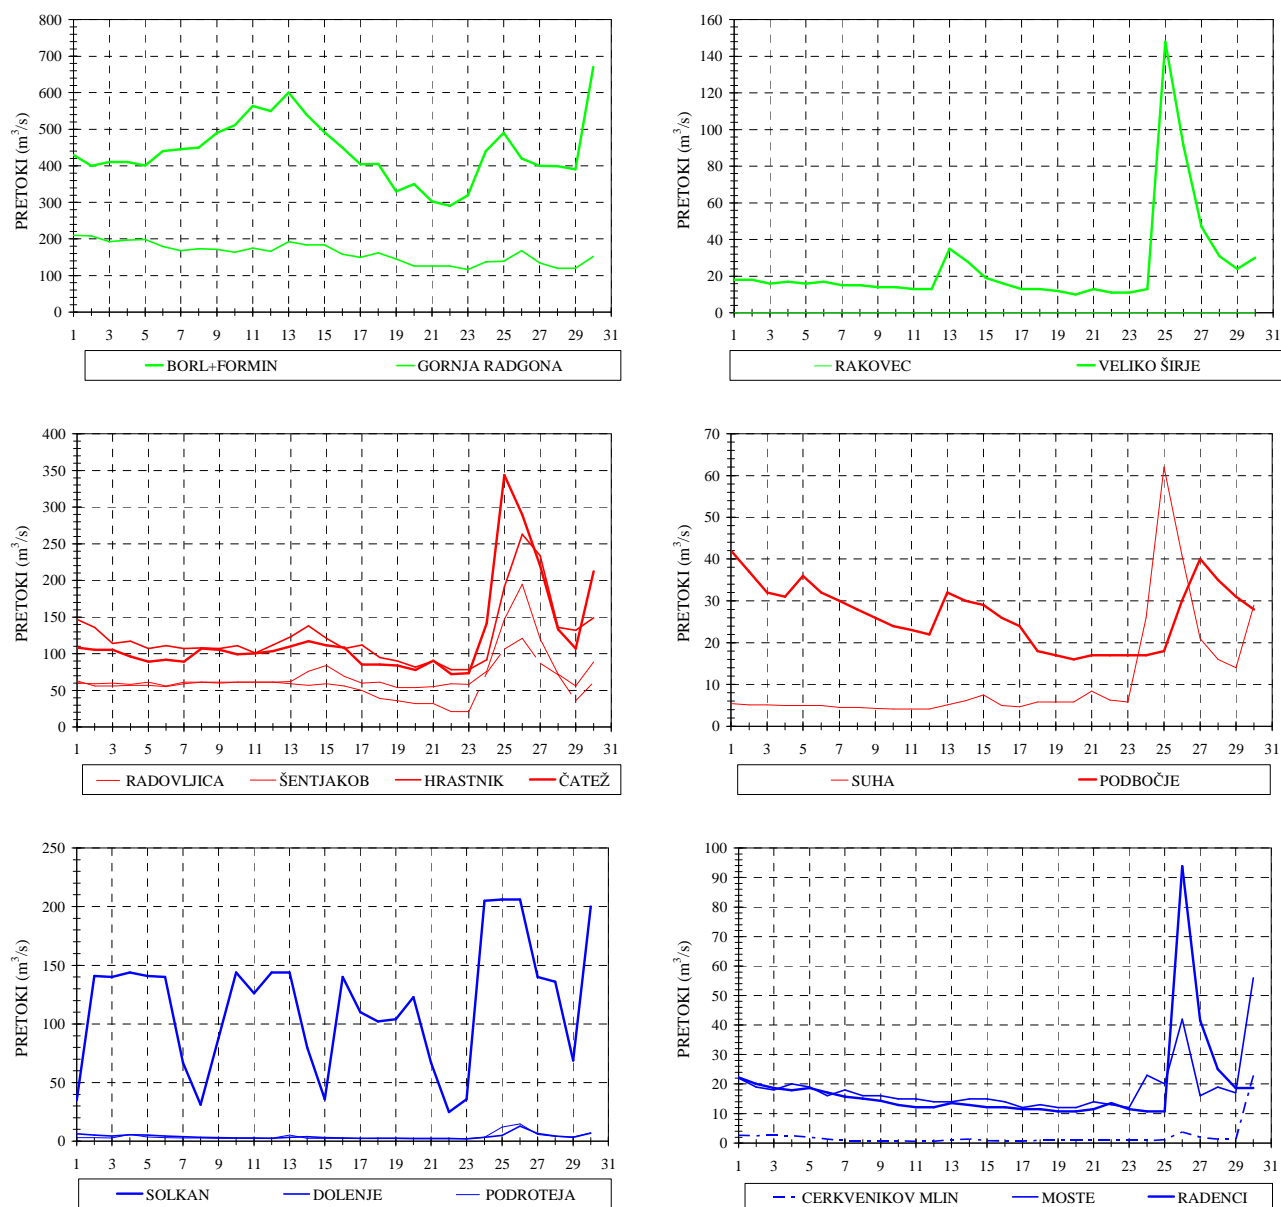 PRETOKI (m³/s)
800
700
600
500
400
300
200
100
0
1 3 5 7 9 11 13 15 17 19 21 23 25 27 29 31
BORL+FORMIN GORNJA RADGONA
PRETOKI (m³/s)
160
140
120
100
80
60
40
20
0
1 3 5 7 9 11 13 15 17 19 21 23 25 27 29 31
RAKOVEC VELIKO ŠIRJE
PRETOKI (m³/s)
400
350
300
250
200
150
100
50
0
1 3 5 7 9 11 13 15 17 19 21 23 25 27 29 31
RADOVLJICA ŠENTJAKOB HRASTNIK ČATEŽ
PRETOKI (m³/s)
70
60
50
40
30
20
10
0
1 3 5 7 9 11 13 15 17 19 21 23 25 27 29 31
SUHA PODBOČJE
PRETOKI (m³/s)
250
200
150
100
50
0
1 3 5 7 9 11 13 15 17 19 21 23 25 27 29 31
SOLKAN DOLENJE PODROTEJA
PRETOKI (m³/s)
100
90
80
70
60
50
40
30
20
10
0
1 3 5 7 9 11 13 15 17 19 21 23 25 27 29 31
CERKVENIKOV MLIN MOSTE RADENCI